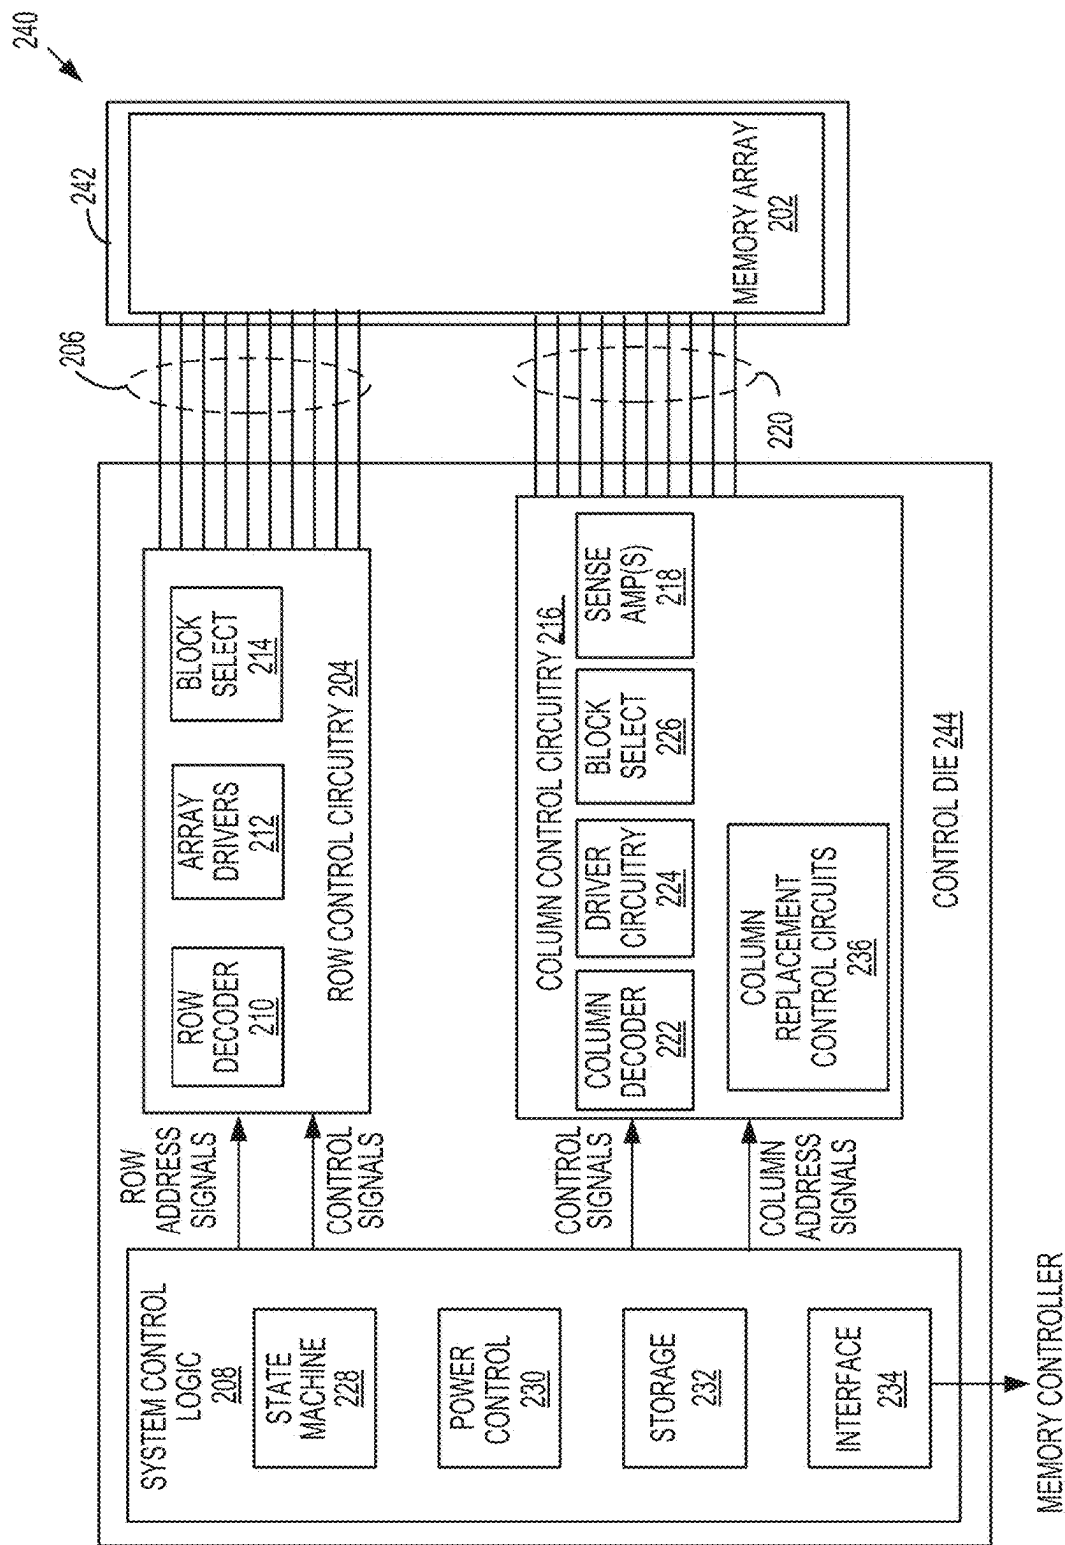 240
242
206
220
MEMORY ARRAY
202
SYSTEM CONTROL
LOGIC 208
STATE
MACHINE
228
POWER
CONTROL
230
STORAGE
232
INTERFACE
234
MEMORY CONTROLLER
ROW
ADDRESS
SIGNALS
CONTROL
SIGNALS
CONTROL
SIGNALS
COLUMN
ADDRESS
SIGNALS
ROW
DECODER
210
ARRAY
DRIVERS
212
BLOCK
SELECT
214
ROW CONTROL CIRCUITRY 204
COLUMN CONTROL CIRCUITRY 216
COLUMN
DECODER
222
DRIVER
CIRCUITRY
224
BLOCK
SELECT
226
SENSE
AMP(S)
218
COLUMN
REPLACEMENT
CONTROL CIRCUITS
236
CONTROL DIE 244